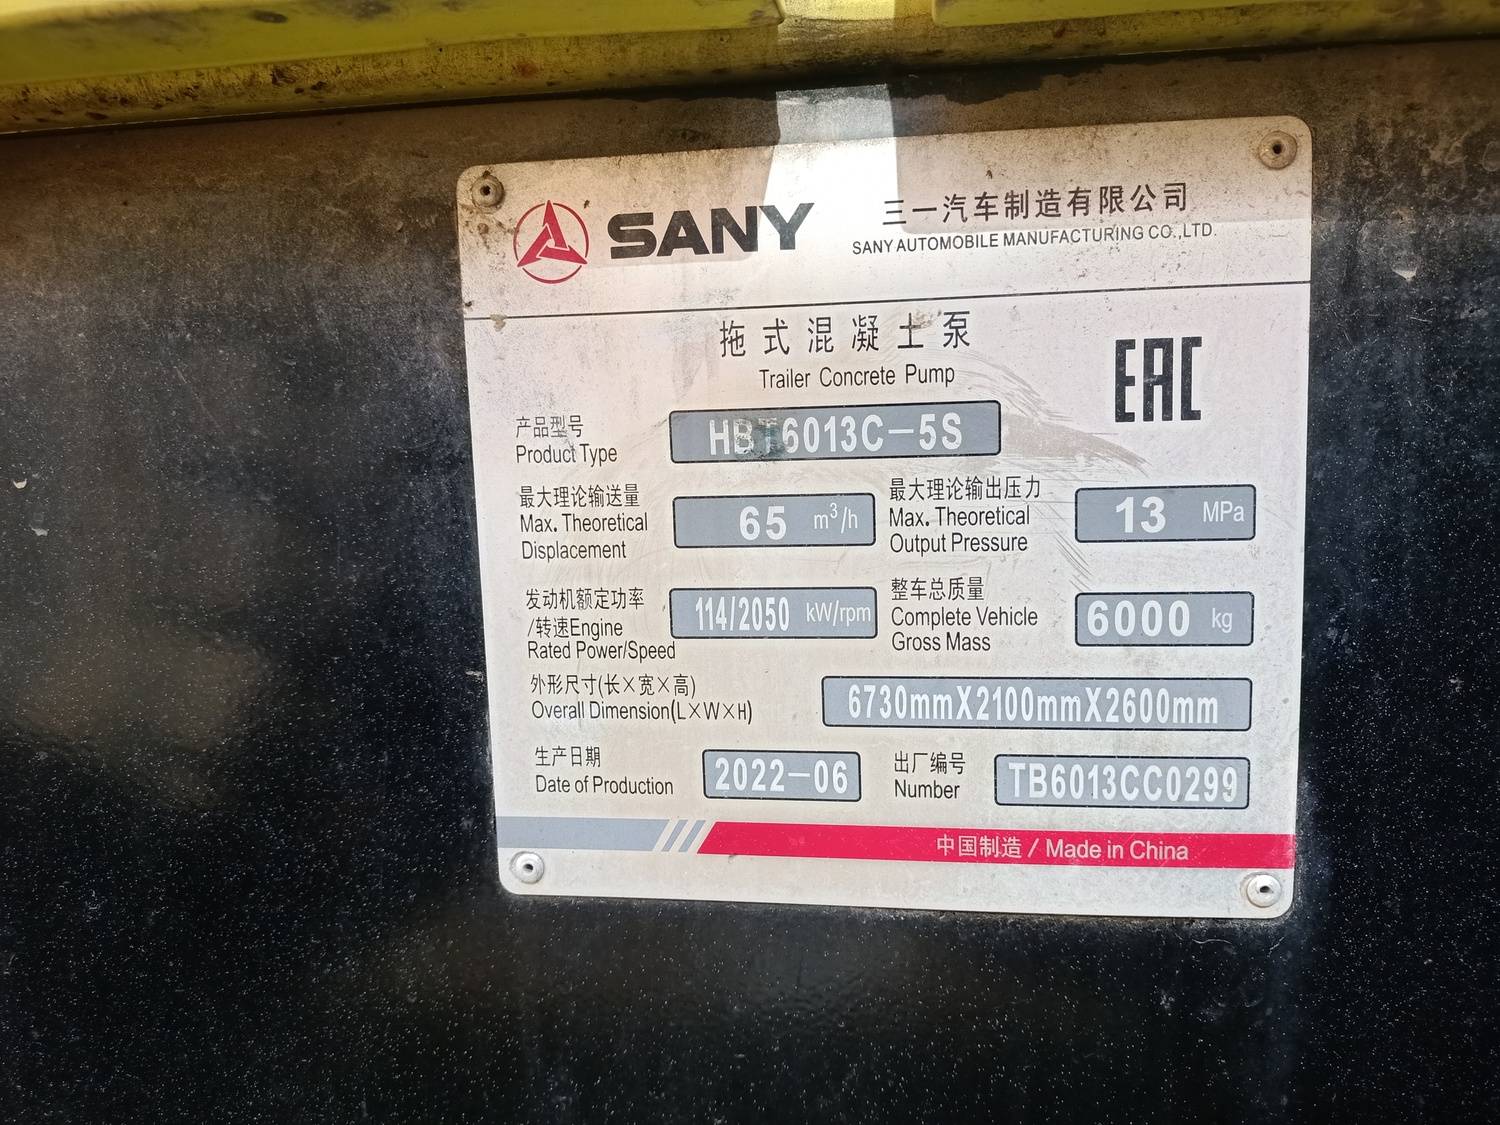 SANY
三一汽车制造有限公司
SANY AUTOMOBILE MANUFACTURING CO.,LTD.
拖式混凝土泵
Trailer Concrete Pump
EAC
产品型号
Product Type
HBT6013C-5S
最大理论输送量
Max. Theoretical
Displacement
65 m³/h
最大理论输出压力
Max. Theoretical
Output Pressure
13 MPa
发动机额定功率
/转速Engine
Rated Power/Speed
114/2050 kW/rpm
整车总质量
Complete Vehicle
Gross Mass
6000 kg
外形尺寸(长×宽×高)
Overall Dimension(L×W×H)
6730mmX2100mmX2600mm
生产日期
Date of Production
2022-06
出厂编号
Number
TB6013CC0299
中国制造 / Made in China